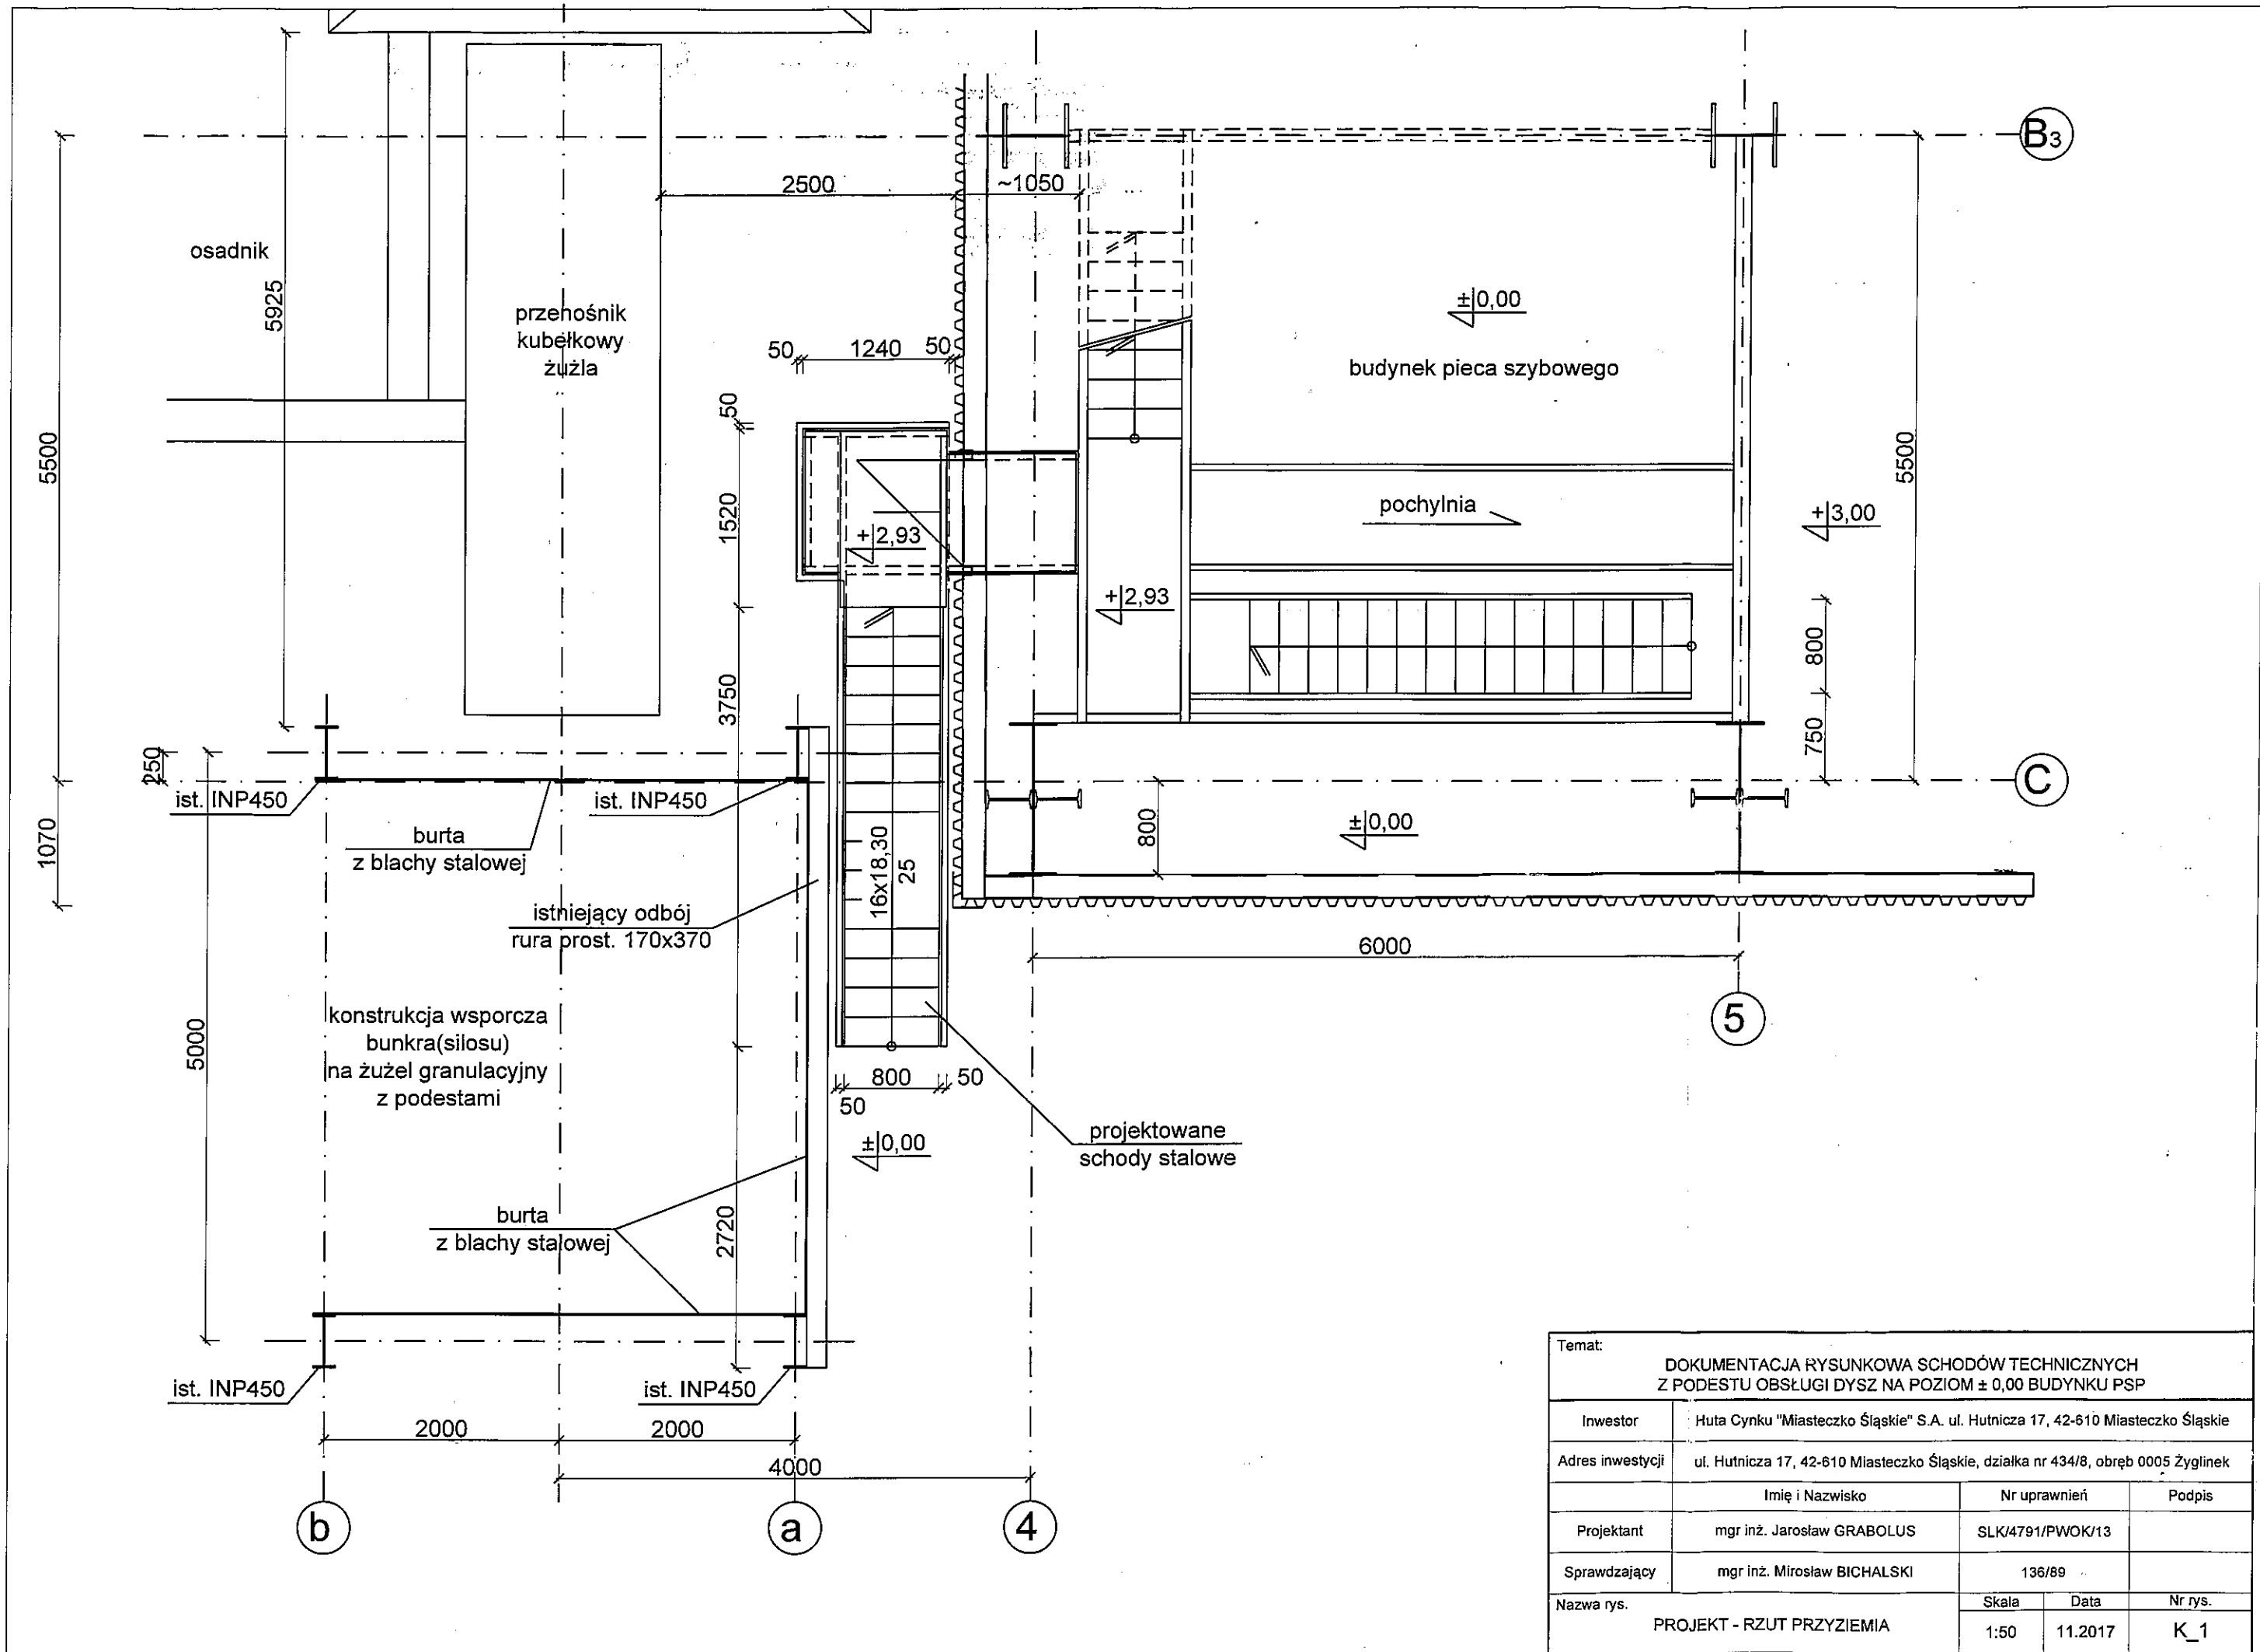 B3
2500
~1050
osadnik
5925
przenośnik
kubełkowy
żużla
±0,00
budynek pieca szybowego
50
1240
50
50
5500
1520
5500
pochylnia
+3,00
+2,93
+2,93
800
3750
750
250
C
ist. INP450
ist. INP450
burta
z blachy stalowej
1070
800
±0,00
16x18,30
25
istniejący odbój
rura prost. 170x370
6000
5
konstrukcja wsporcza
bunkra(silosu)
na żużel granulacyjny
z podestami
5000
800
50
50
projektowane
schody stalowe
±0,00
burta
z blachy stalowej
2720
ist. INP450
ist. INP450
2000
2000
4000
b
a
4
Temat:
DOKUMENTACJA RYSUNKOWA SCHODÓW TECHNICZNYCH
Z PODESTU OBSŁUGI DYSZ NA POZIOM ± 0,00 BUDYNKU PSP
Inwestor
Huta Cynku "Miasteczko Śląskie" S.A. ul. Hutnicza 17, 42-610 Miasteczko Śląskie
Adres inwestycji
ul. Hutnicza 17, 42-610 Miasteczko Śląskie, działka nr 434/8, obręb 0005 Żyglinek
Imię i Nazwisko
Nr uprawnień
Podpis
Projektant
mgr inż. Jarosław GRABOLUS
SLK/4791/PWOK/13
Sprawdzający
mgr inż. Mirosław BICHALSKI
136/89
Nazwa rys.
PROJEKT - RZUT PRZYZIEMIA
Skala
Data
Nr rys.
1:50
11.2017
K_1